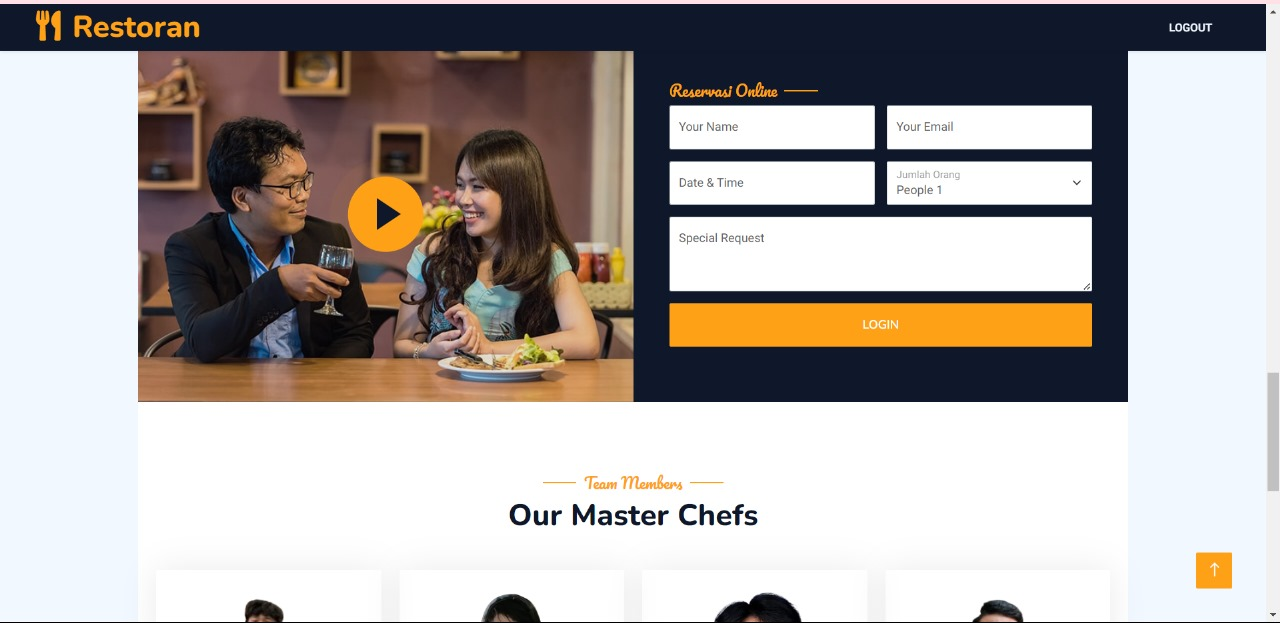 Restoran
LOGOUT
Reservasi Online
Your Name
Your Email
Date & Time
Jumlah Orang
People 1
Special Request
LOGIN
Team Members
Our Master Chefs